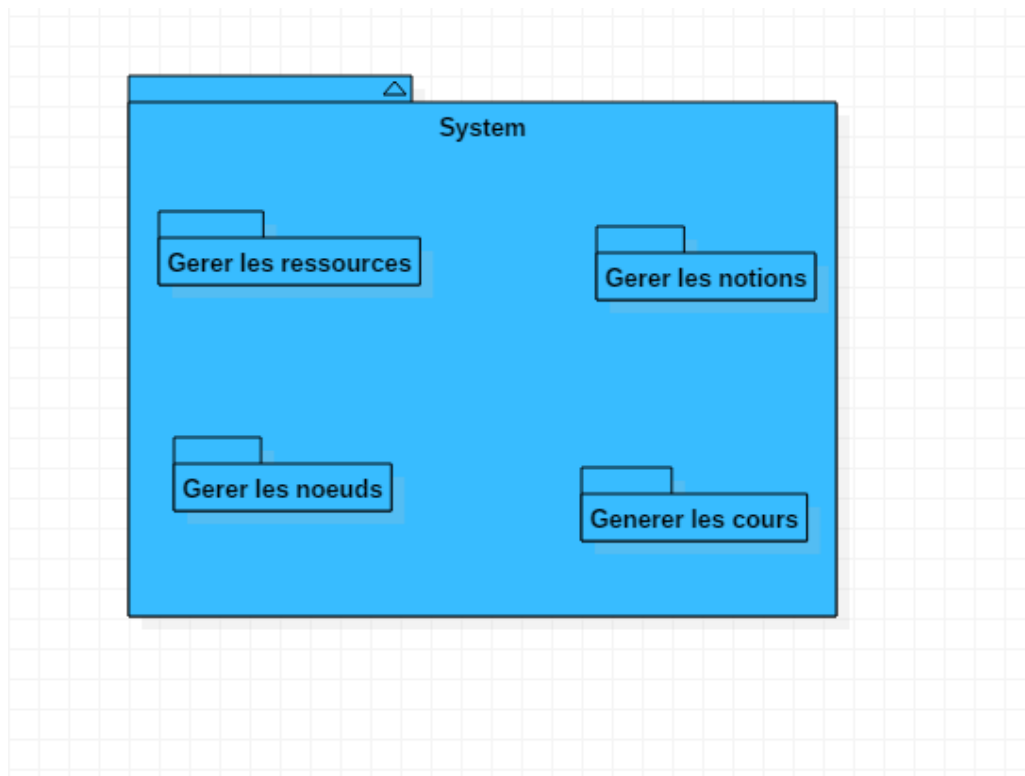 System
Gerer les ressources
Gerer les notions
Gerer les noeuds
Generer les cours